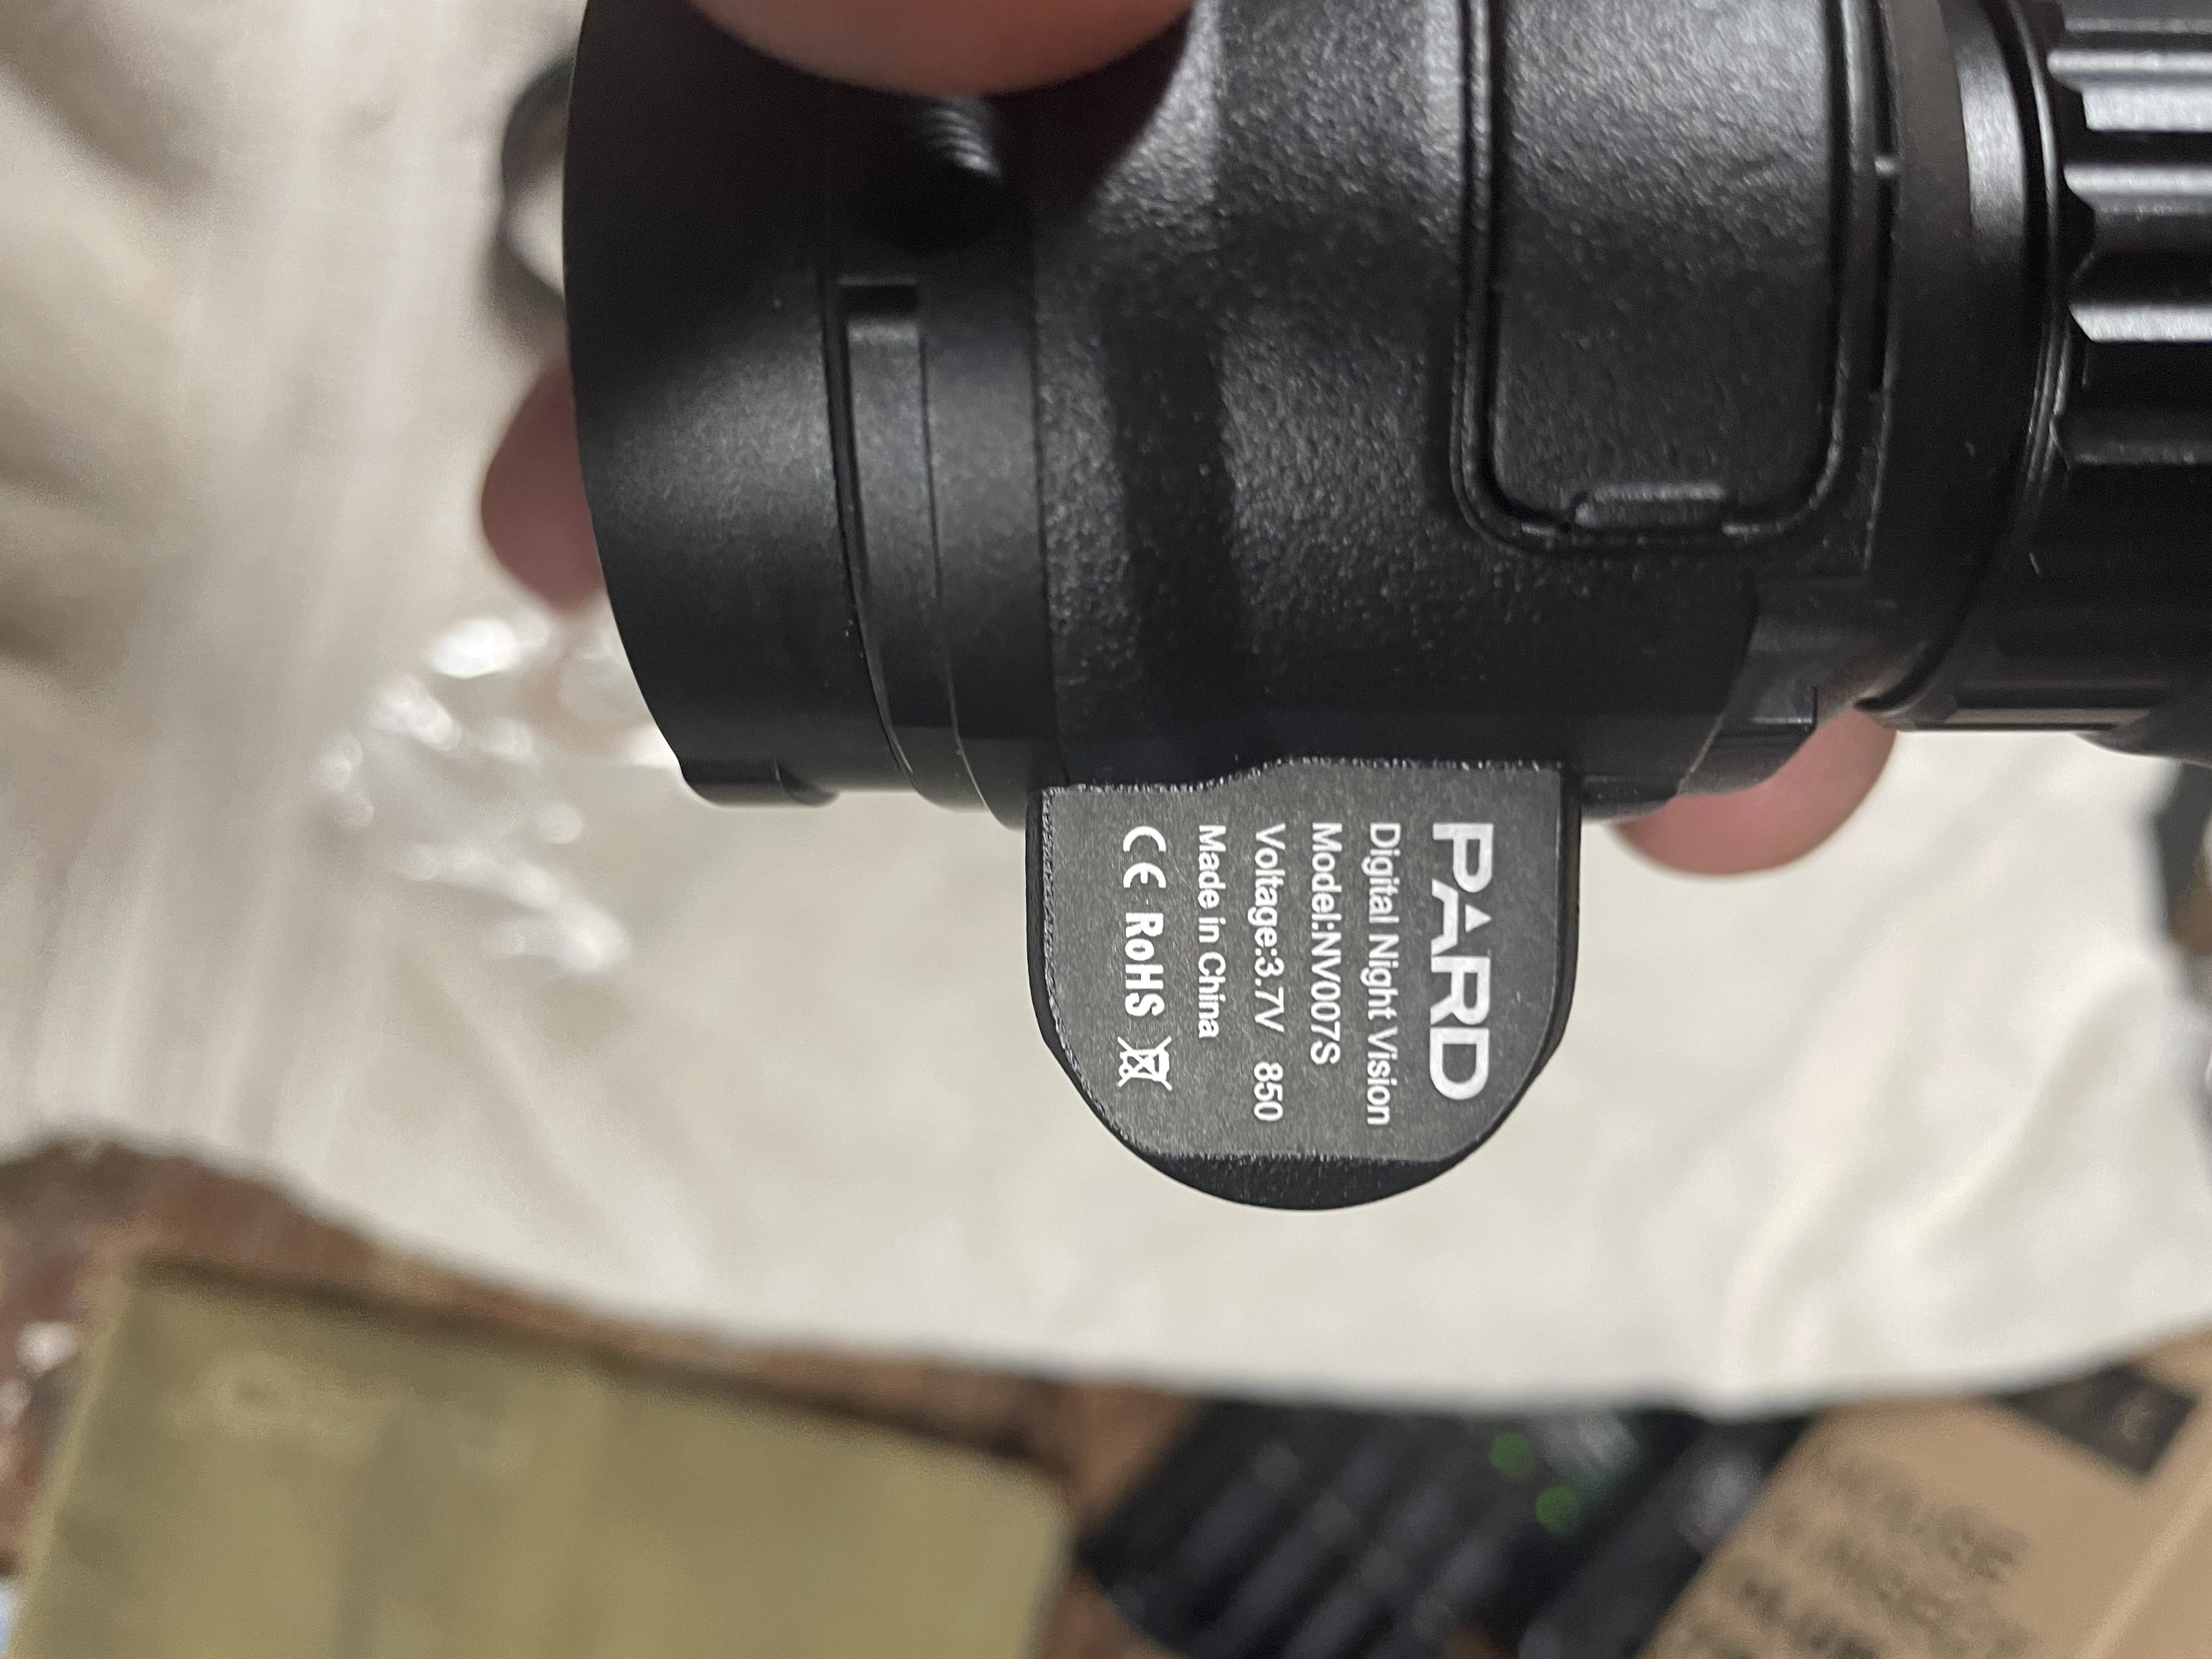 PARD
Digital Night Vision
Model:NV007S
Voltage:3.7V 850
Made in China
CE RoHS